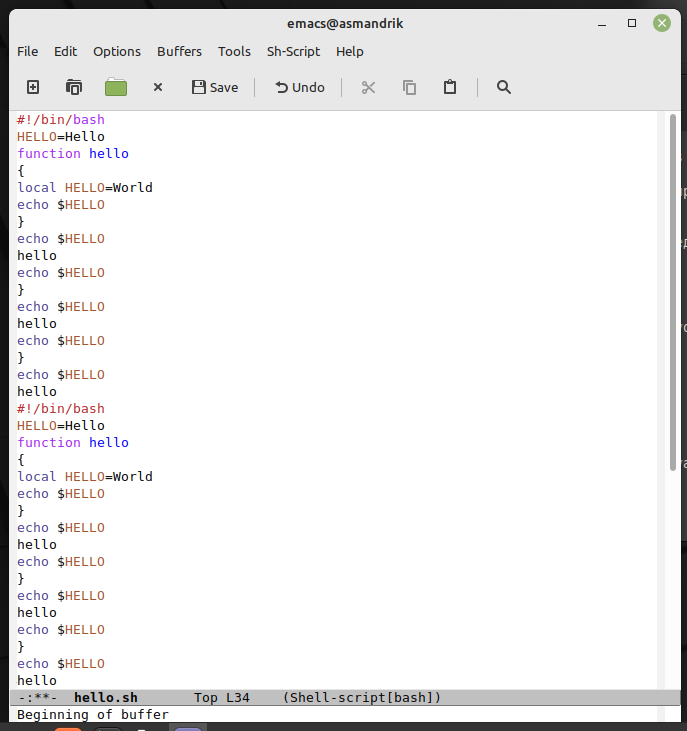 emacs@asmandrik
File Edit Options Buffers Tools Sh-Script Help
Save Undo
#!/bin/bash
HELLO=Hello
function hello
{
local HELLO=World
echo $HELLO
}
echo $HELLO
hello
echo $HELLO
}
echo $HELLO
hello
echo $HELLO
}
echo $HELLO
hello
#!/bin/bash
HELLO=Hello
function hello
{
local HELLO=World
echo $HELLO
}
echo $HELLO
hello
echo $HELLO
}
echo $HELLO
hello
echo $HELLO
}
echo $HELLO
hello
-:**-  hello.sh       Top L34    (Shell-script[bash])
Beginning of buffer